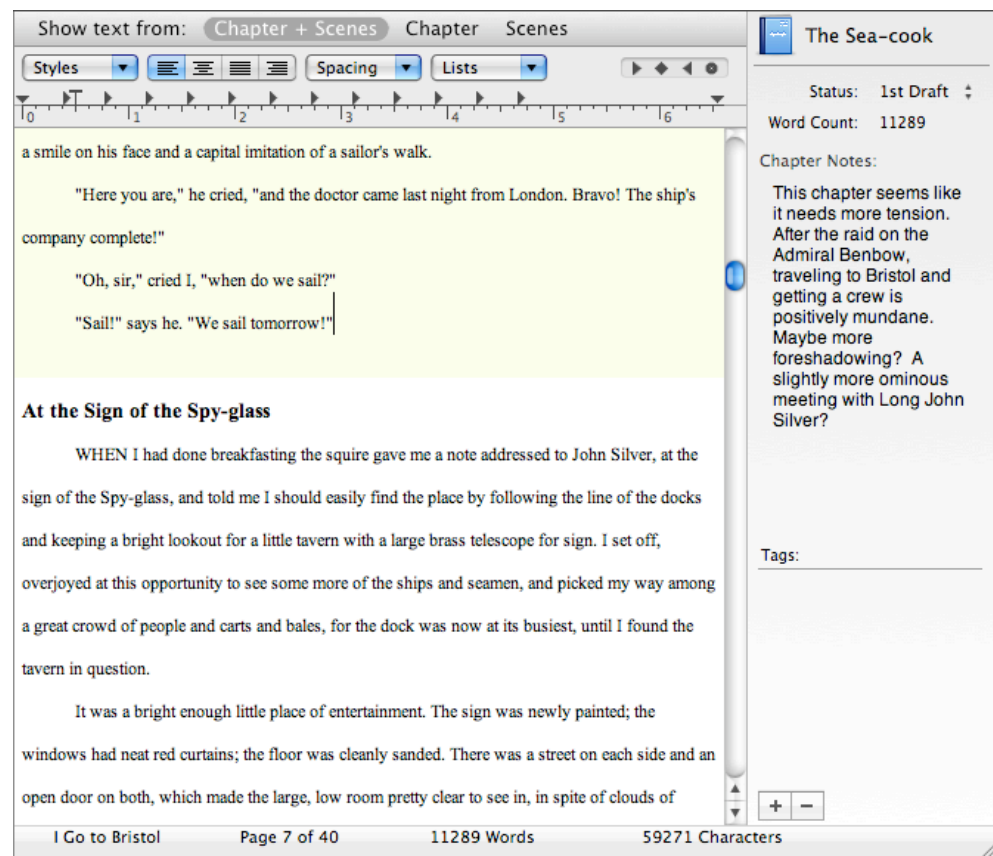 Show text from: Chapter + Scenes Chapter Scenes
Styles Spacing Lists
0 1 2 3 4 5 6
a smile on his face and a capital imitation of a sailor's walk.
"Here you are," he cried, "and the doctor came last night from London. Bravo! The ship's
company complete!"
"Oh, sir," cried I, "when do we sail?"
"Sail!" says he. "We sail tomorrow!"
At the Sign of the Spy-glass
WHEN I had done breakfasting the squire gave me a note addressed to John Silver, at the
sign of the Spy-glass, and told me I should easily find the place by following the line of the docks
and keeping a bright lookout for a little tavern with a large brass telescope for sign. I set off,
overjoyed at this opportunity to see some more of the ships and seamen, and picked my way among
a great crowd of people and carts and bales, for the dock was now at its busiest, until I found the
tavern in question.
It was a bright enough little place of entertainment. The sign was newly painted; the
windows had neat red curtains; the floor was cleanly sanded. There was a street on each side and an
open door on both, which made the large, low room pretty clear to see in, in spite of clouds of
I Go to Bristol Page 7 of 40 11289 Words 59271 Characters
The Sea-cook
Status: 1st Draft
Word Count: 11289
Chapter Notes:
This chapter seems like
it needs more tension.
After the raid on the
Admiral Benbow,
traveling to Bristol and
getting a crew is
positively mundane.
Maybe more
foreshadowing? A
slightly more ominous
meeting with Long John
Silver?
Tags: